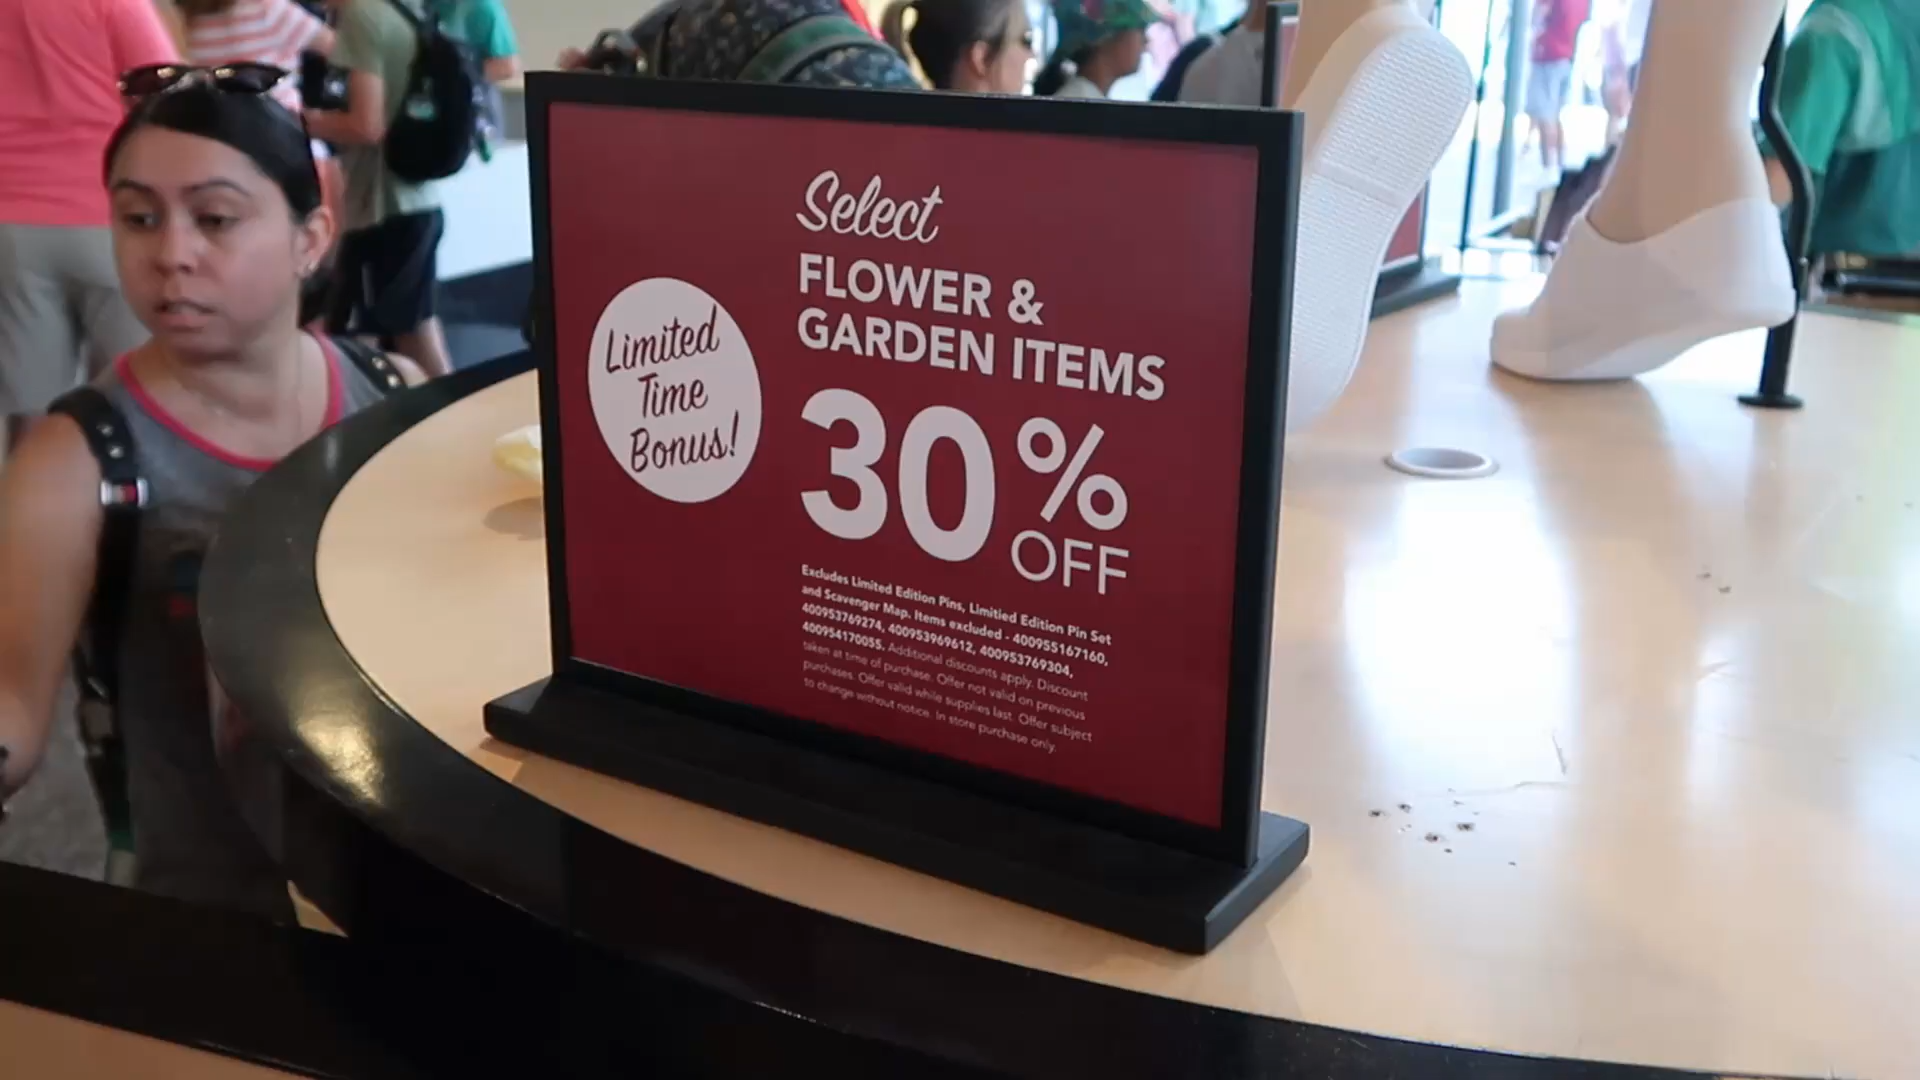 Limited
Time
Bonus!
Select
FLOWER &
GARDEN ITEMS
30% OFF
Excludes Limited Edition Pins, Limitied Edition Pin Set
and Scavenger Map. Items excluded - 400955167160,
400953769274, 400953969612, 400953769304,
400954170055. Additional discounts apply. Discount
taken at time of purchase. Offer not valid on previous
purchases. Offer valid while supplies last. Offer subject
to change without notice. In store purchase only.